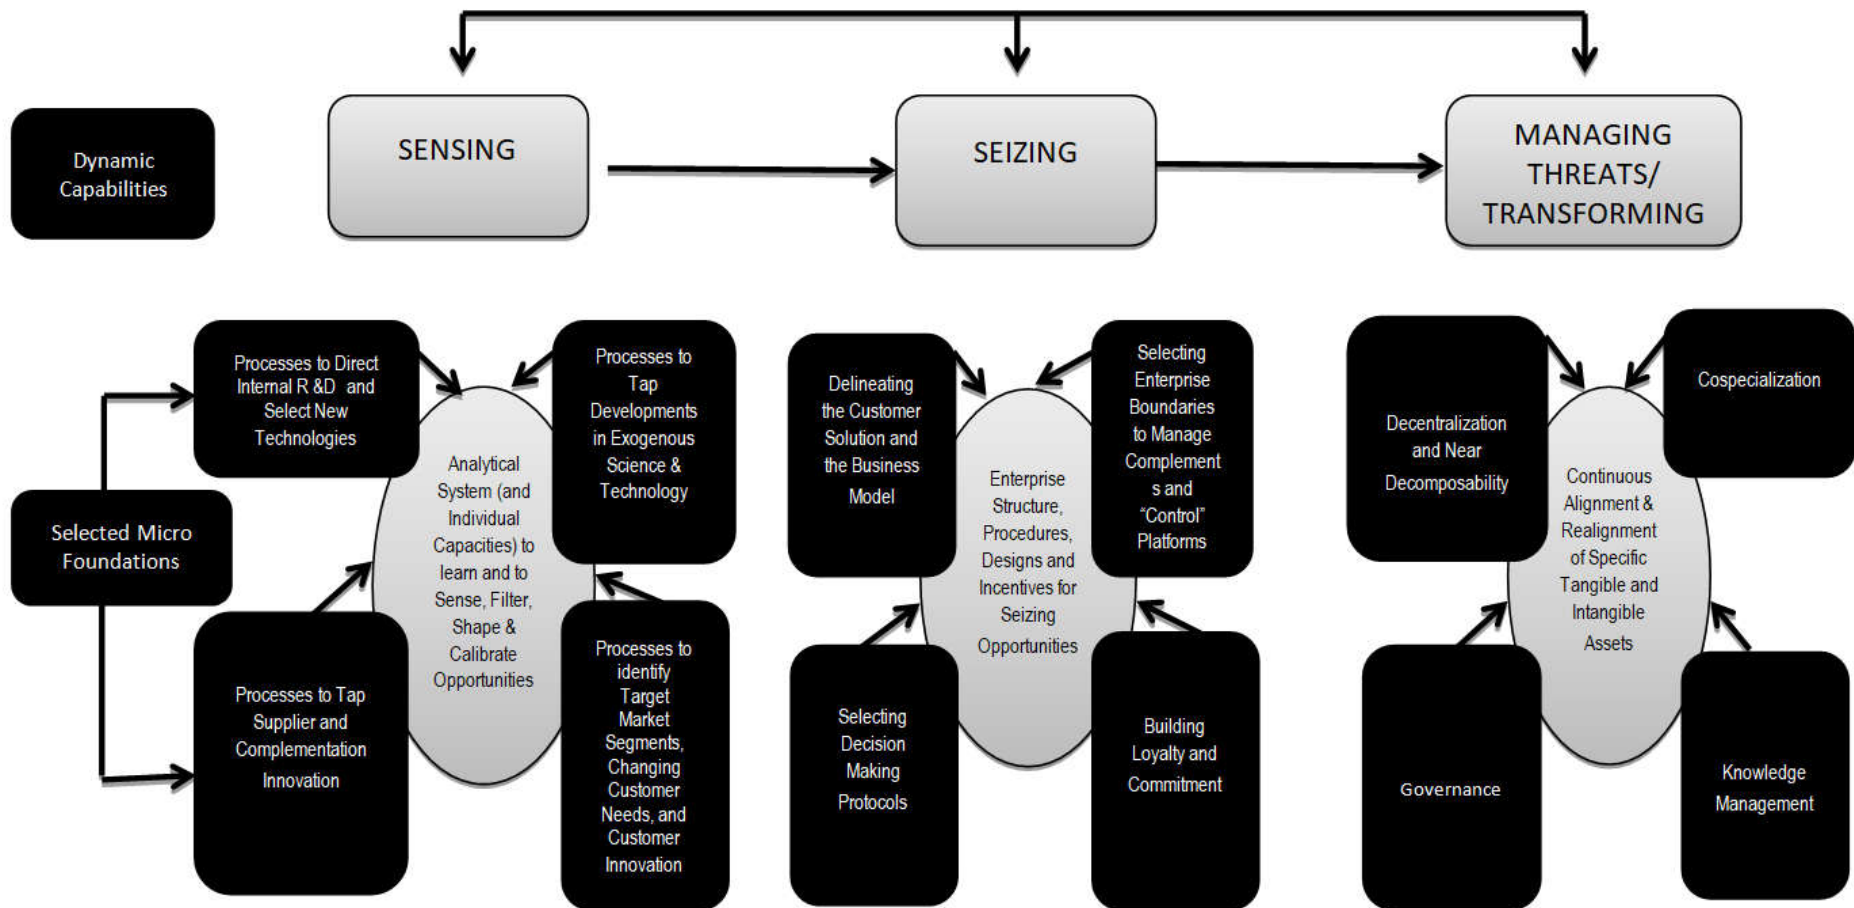 Dynamic
Capabilities
SENSING
SEIZING
MANAGING
THREATS/
TRANSFORMING
Selected Micro
Foundations
Processes to Direct
Internal R &D and
Select New
Technologies
Processes to
Tap
Developments
in Exogenous
Science &
Technology
Analytical
System (and
Individual
Capacities) to
learn and to
Sense, Filter,
Shape &
Calibrate
Opportunities
Processes to Tap
Supplier and
Complementation
Innovation
Processes to
identify
Target
Market
Segments,
Changing
Customer
Needs, and
Customer
Innovation
Delineating
the Customer
Solution and
the Business
Model
Selecting
Enterprise
Boundaries
to Manage
Complement
s and
“Control”
Platforms
Enterprise
Structure,
Procedures,
Designs and
Incentives for
Seizing
Opportunities
Selecting
Decision
Making
Protocols
Building
Loyalty and
Commitment
Decentralization
and Near
Decomposability
Cospecialization
Continuous
Alignment &
Realignment
of Specific
Tangible and
Intangible
Assets
Governance
Knowledge
Management